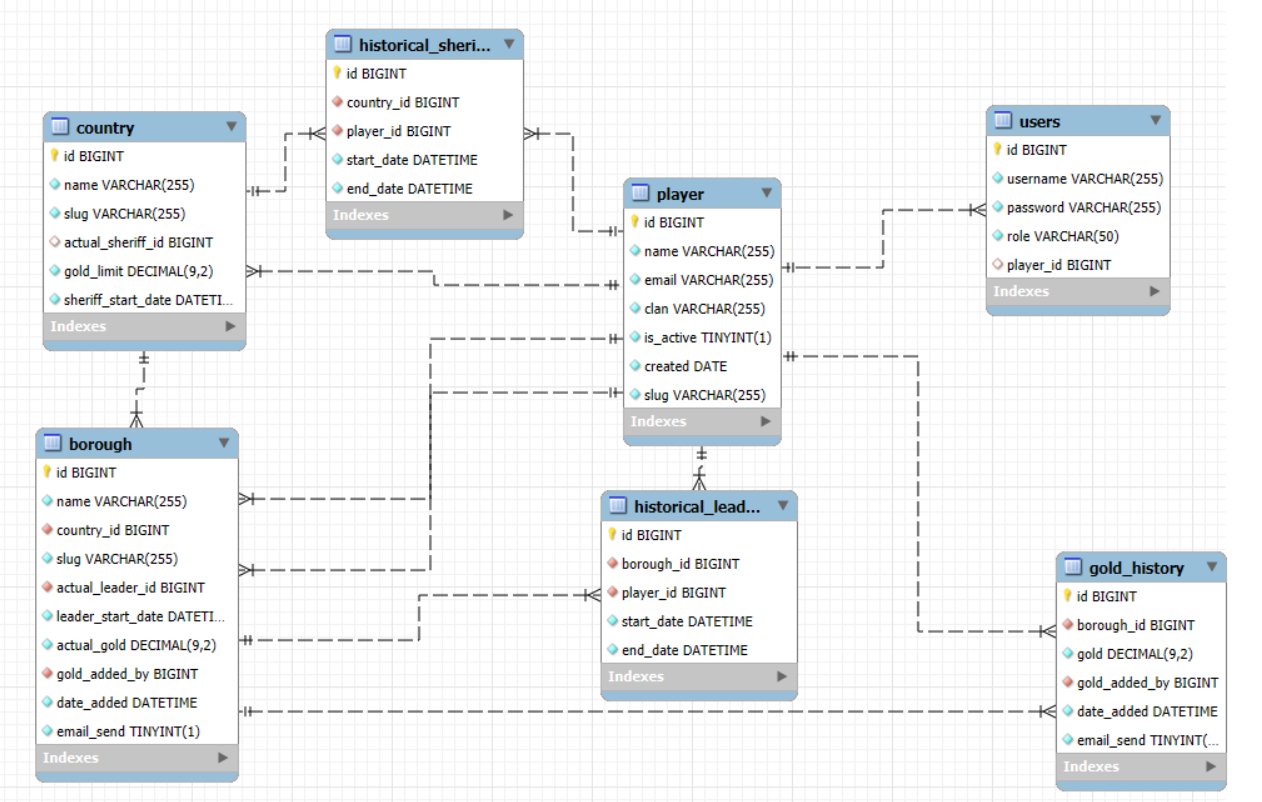 historical_sheri...
id BIGINT
country_id BIGINT
player_id BIGINT
start_date DATETIME
end_date DATETIME
Indexes
country
id BIGINT
name VARCHAR(255)
slug VARCHAR(255)
actual_sheriff_id BIGINT
gold_limit DECIMAL(9,2)
sheriff_start_date DATETI...
Indexes
users
id BIGINT
username VARCHAR(255)
password VARCHAR(255)
role VARCHAR(50)
player_id BIGINT
Indexes
player
id BIGINT
name VARCHAR(255)
email VARCHAR(255)
clan VARCHAR(255)
is_active TINYINT(1)
created DATE
slug VARCHAR(255)
Indexes
borough
id BIGINT
name VARCHAR(255)
country_id BIGINT
slug VARCHAR(255)
actual_leader_id BIGINT
leader_start_date DATETI...
actual_gold DECIMAL(9,2)
gold_added_by BIGINT
date_added DATETIME
email_send TINYINT(1)
Indexes
historical_lead...
id BIGINT
borough_id BIGINT
player_id BIGINT
start_date DATETIME
end_date DATETIME
Indexes
gold_history
id BIGINT
borough_id BIGINT
gold DECIMAL(9,2)
gold_added_by BIGINT
date_added DATETIME
email_send TINYINT(...
Indexes